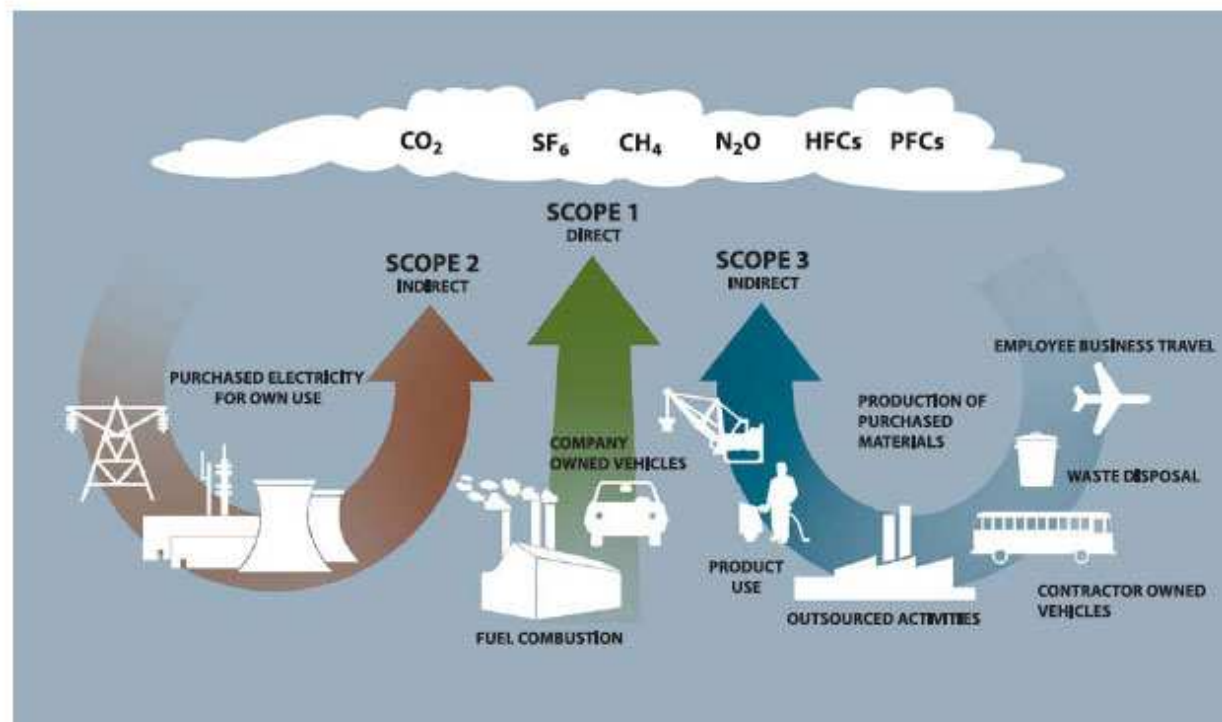 CO₂ SF₆ CH₄ N₂O HFCs PFCs
SCOPE 1
DIRECT
SCOPE 2
INDIRECT
SCOPE 3
INDIRECT
PURCHASED ELECTRICITY
FOR OWN USE
COMPANY
OWNED VEHICLES
FUEL COMBUSTION
PRODUCT
USE
PRODUCTION OF
PURCHASED
MATERIALS
OUTSOURCED ACTIVITIES
EMPLOYEE BUSINESS TRAVEL
WASTE DISPOSAL
CONTRACTOR OWNED
VEHICLES